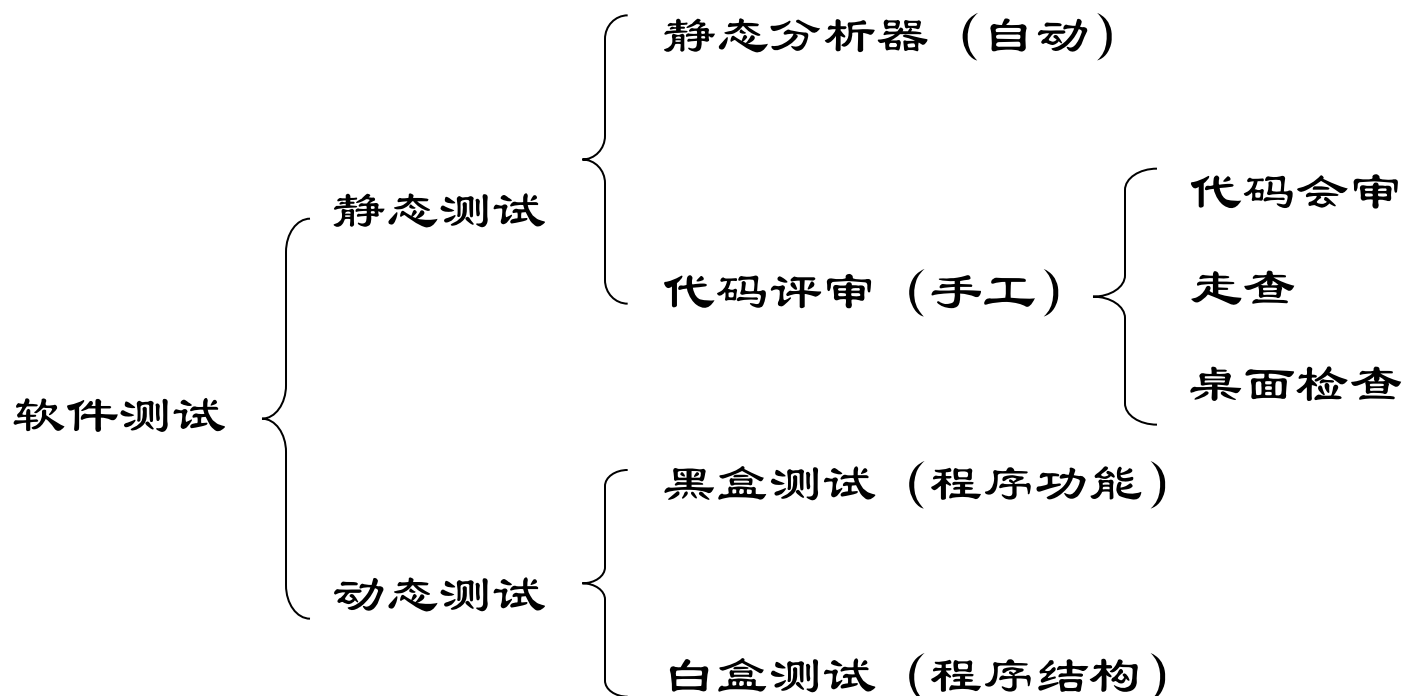 静态分析器（自动）
代码会审
静态测试
走查
代码评审（手工）
桌面检查
软件测试
黑盒测试（程序功能）
动态测试
白盒测试（程序结构）